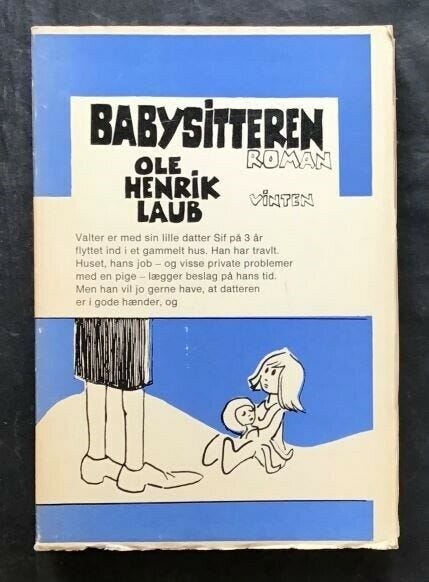 BABYSITTEREN
ROMAN
OLE
HENRIK
LAUB
VINTEN
Valter er med sin lille datter Sif på 3 år
flyttet ind i et gammelt hus. Han har travlt.
Huset, hans job – og visse private problemer
med en pige – lægger beslag på hans tid.
Men han vil jo gerne have, at datteren
er i gode hænder, og